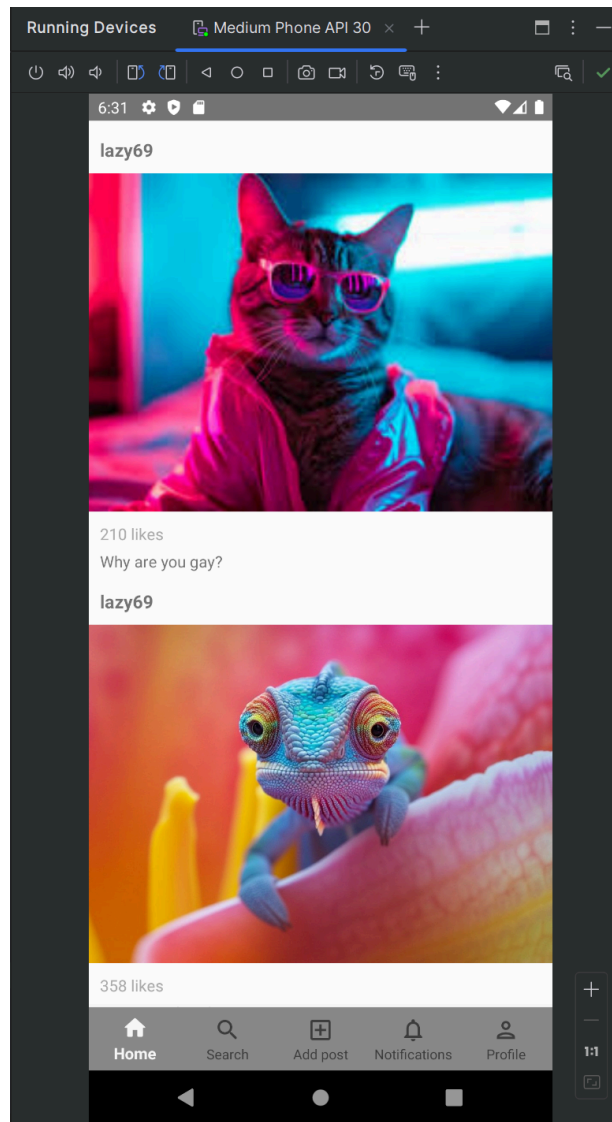 Running Devices
Medium Phone API 30
6:31
lazy69
210 likes
Why are you gay?
lazy69
358 likes
Home
Search
Add post
Notifications
Profile
1:1